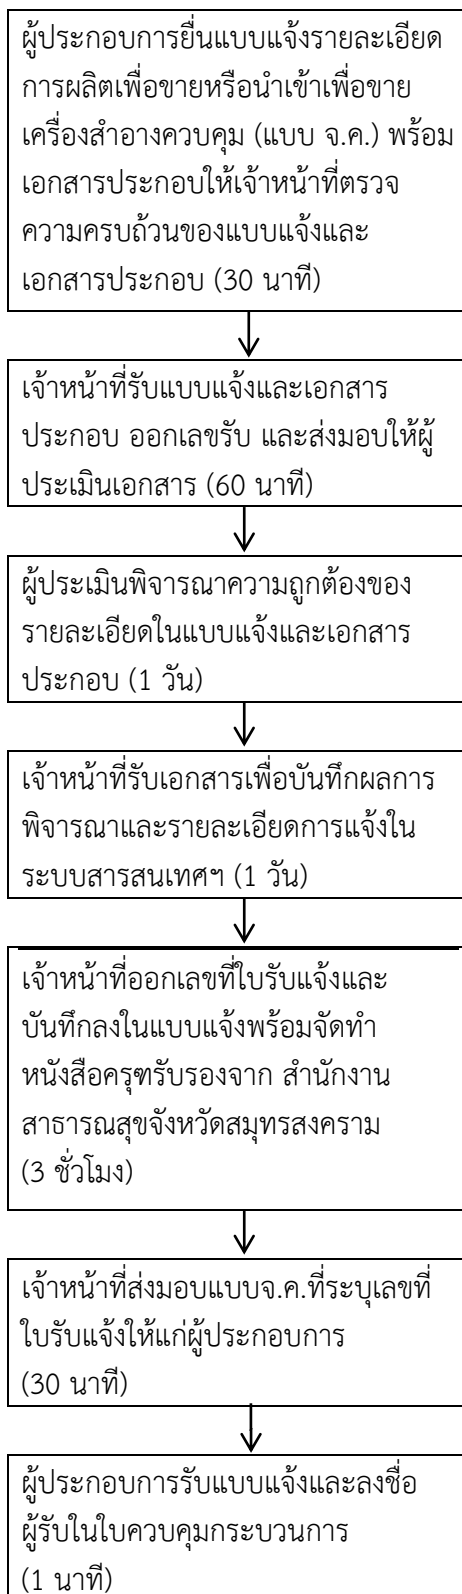 ผู้ประกอบการยื่นแบบแจ้งรายละเอียด
การผลิตเพื่อขายหรือนำเข้าเพื่อขาย
เครื่องสำอางควบคุม (แบบ จ.ค.) พร้อม
เอกสารประกอบให้เจ้าหน้าที่ตรวจ
ความครบถ้วนของแบบแจ้งและ
เอกสารประกอบ (30 นาที)
เจ้าหน้าที่รับแบบแจ้งและเอกสาร
ประกอบ ออกเลขรับ และส่งมอบให้ผู้
ประเมินเอกสาร (60 นาที)
ผู้ประเมินพิจารณาความถูกต้องของ
รายละเอียดในแบบแจ้งและเอกสาร
ประกอบ (1 วัน)
เจ้าหน้าที่รับเอกสารเพื่อบันทึกผลการ
พิจารณาและรายละเอียดการแจ้งใน
ระบบสารสนเทศฯ (1 วัน)
เจ้าหน้าที่ออกเลขที่ใบรับแจ้งและ
บันทึกลงในแบบแจ้งพร้อมจัดทำ
หนังสือครุฑรับรองจาก สำนักงาน
สาธารณสุขจังหวัดสมุทรสงคราม
(3 ชั่วโมง)
เจ้าหน้าที่ส่งมอบแบบจ.ค.ที่ระบุเลขที่
ใบรับแจ้งให้แก่ผู้ประกอบการ
(30 นาที)
ผู้ประกอบการรับแบบแจ้งและลงชื่อ
ผู้รับในใบควบคุมกระบวนการ
(1 นาที)